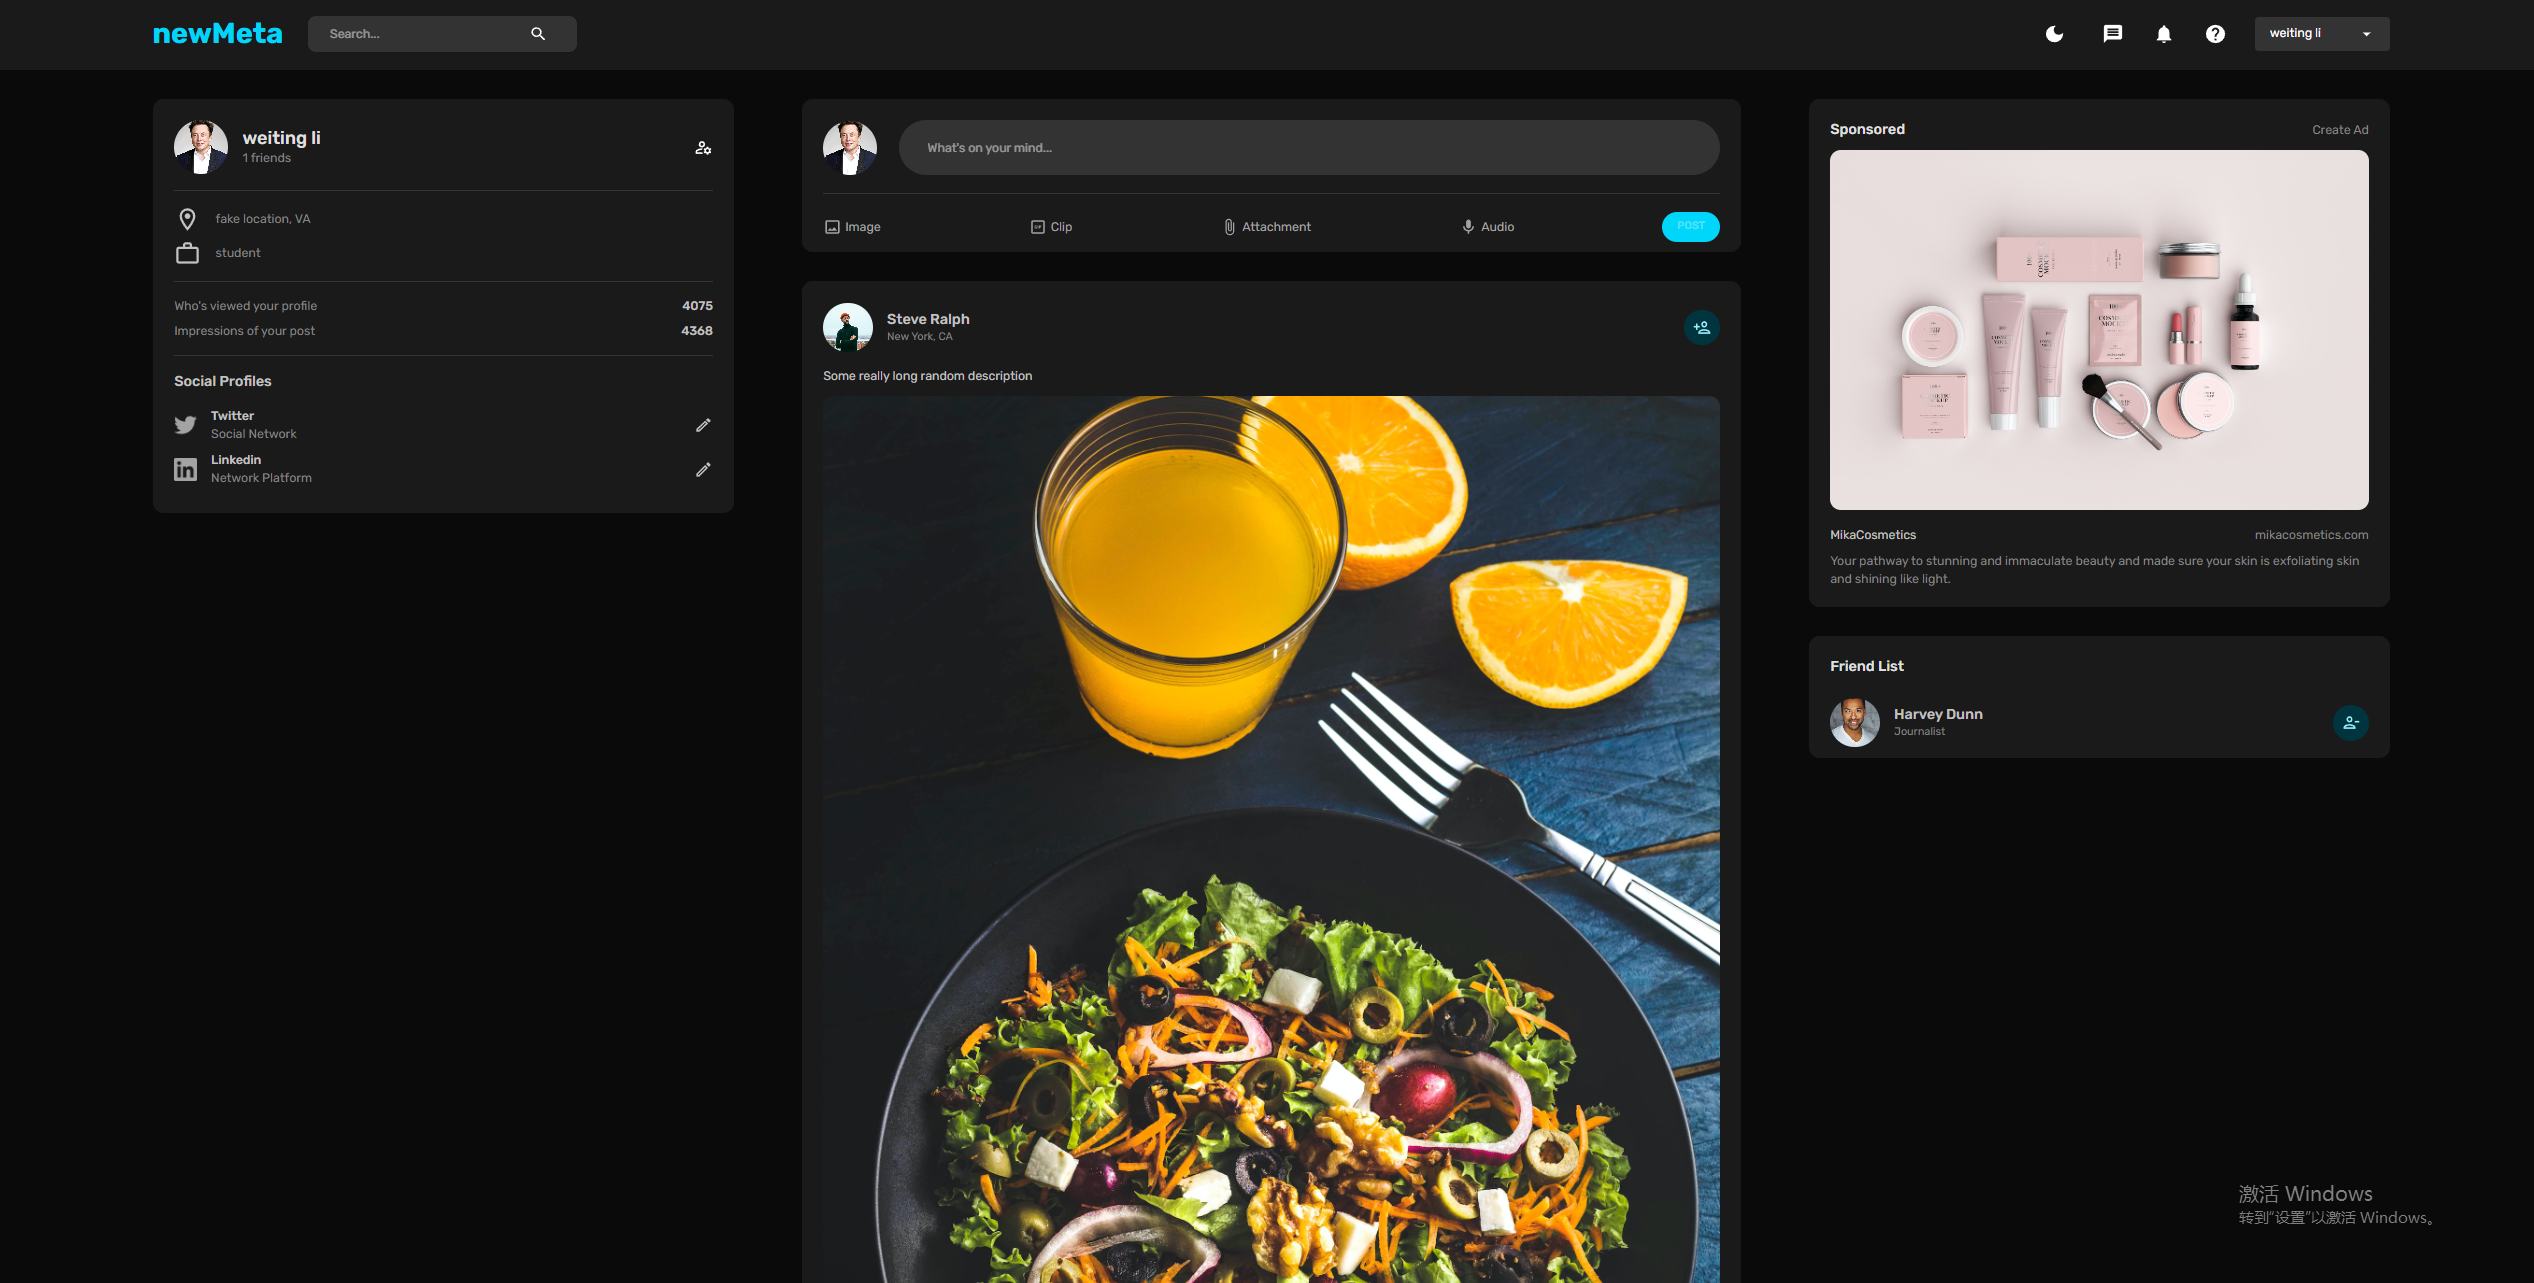 newMeta
Search...
weiting li
weiting li
1 friends
fake location, VA
student
Who's viewed your profile 4075
Impressions of your post 4368
Social Profiles
Twitter
Social Network
Linkedin
Network Platform
What's on your mind...
Image Clip Attachment Audio POST
Steve Ralph
New York, CA
Some really long random description
Sponsored Create Ad
MikaCosmetics mikacosmetics.com
Your pathway to stunning and immaculate beauty and made sure your skin is exfoliating skin
and shining like light.
Friend List
Harvey Dunn
Journalist
激活 Windows
转到"设置"以激活 Windows。